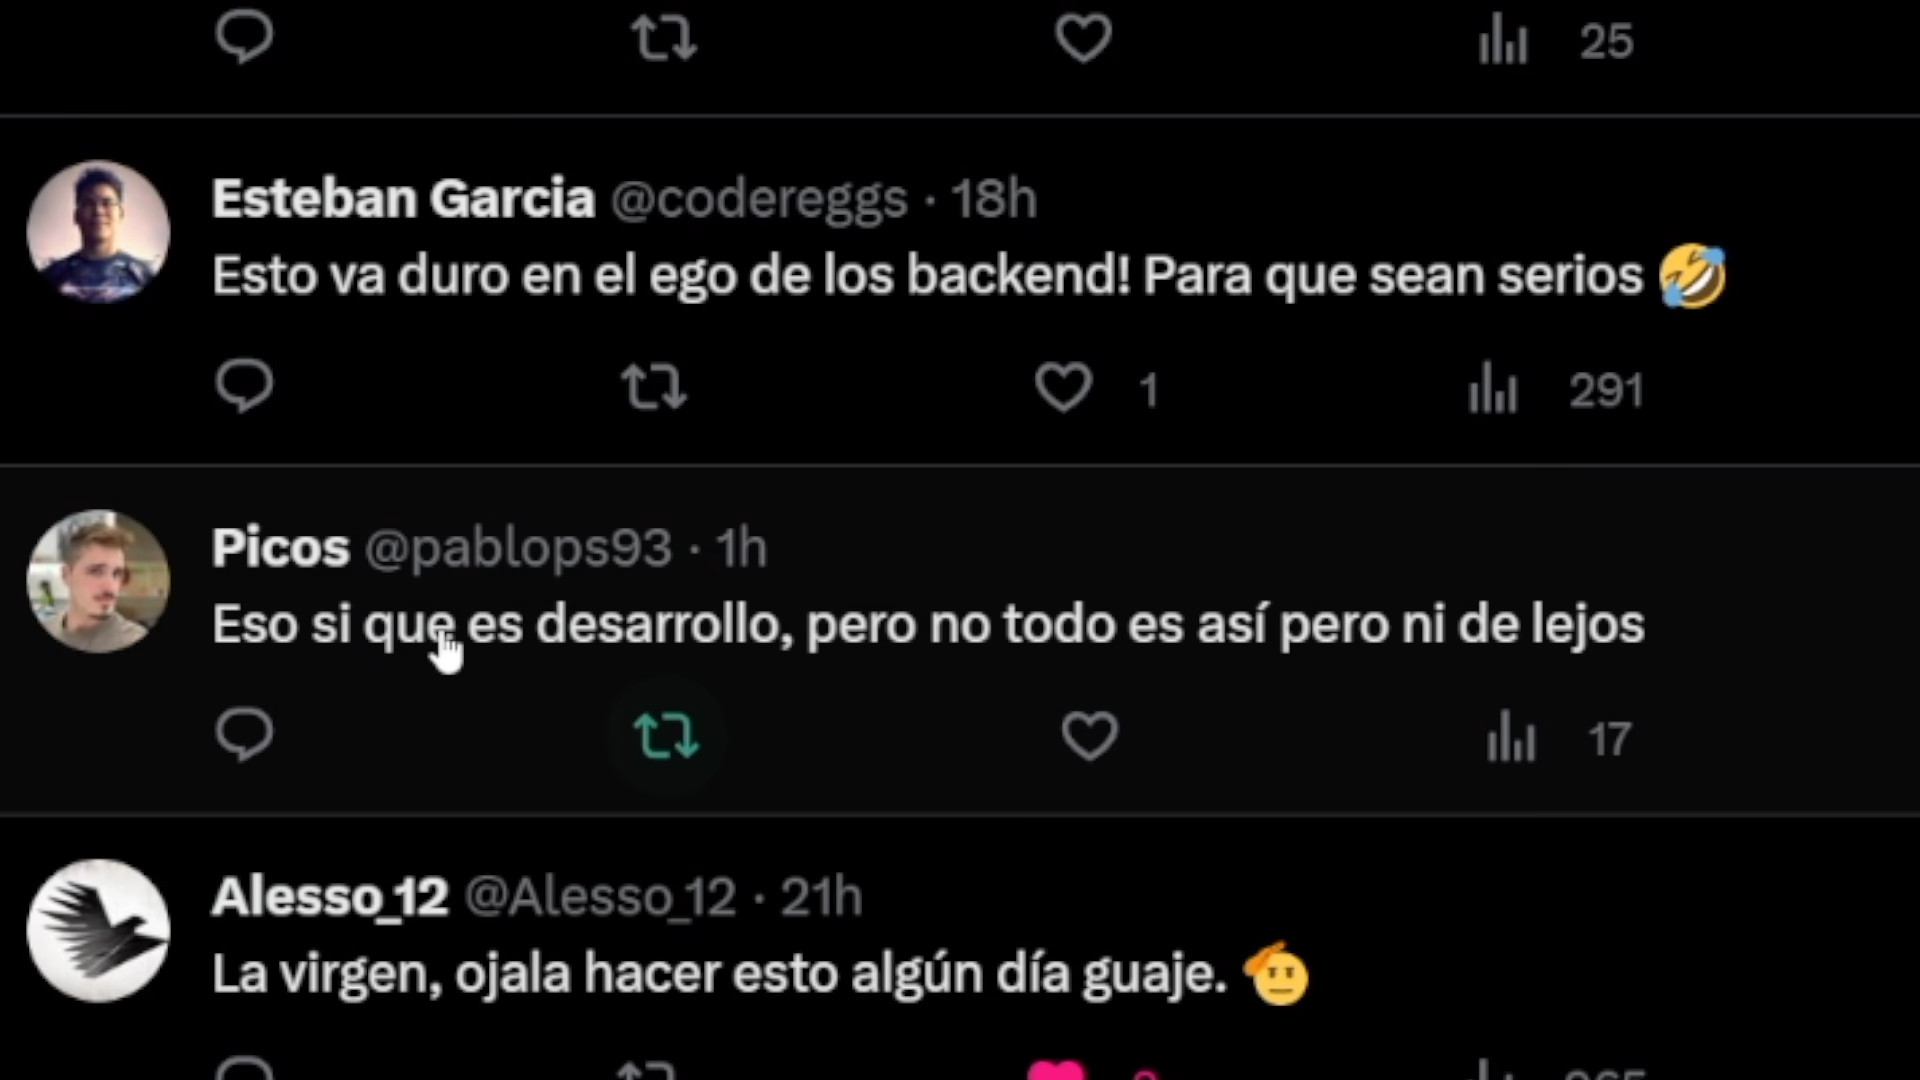 25
Esteban Garcia @codereggs · 18h
Esto va duro en el ego de los backend! Para que sean serios 🤣
1 291
Picos @pablops93 · 1h
Eso si que es desarrollo, pero no todo es así pero ni de lejos
17
Alesso_12 @Alesso_12 · 21h
La virgen, ojala hacer esto algún día guaje. 🫡